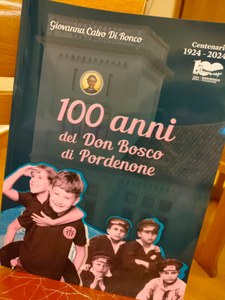 Giovanna Calvo Di Ronco
Centenario
1924 - 2024
100 anni
del Don Bosco
di Pordenone